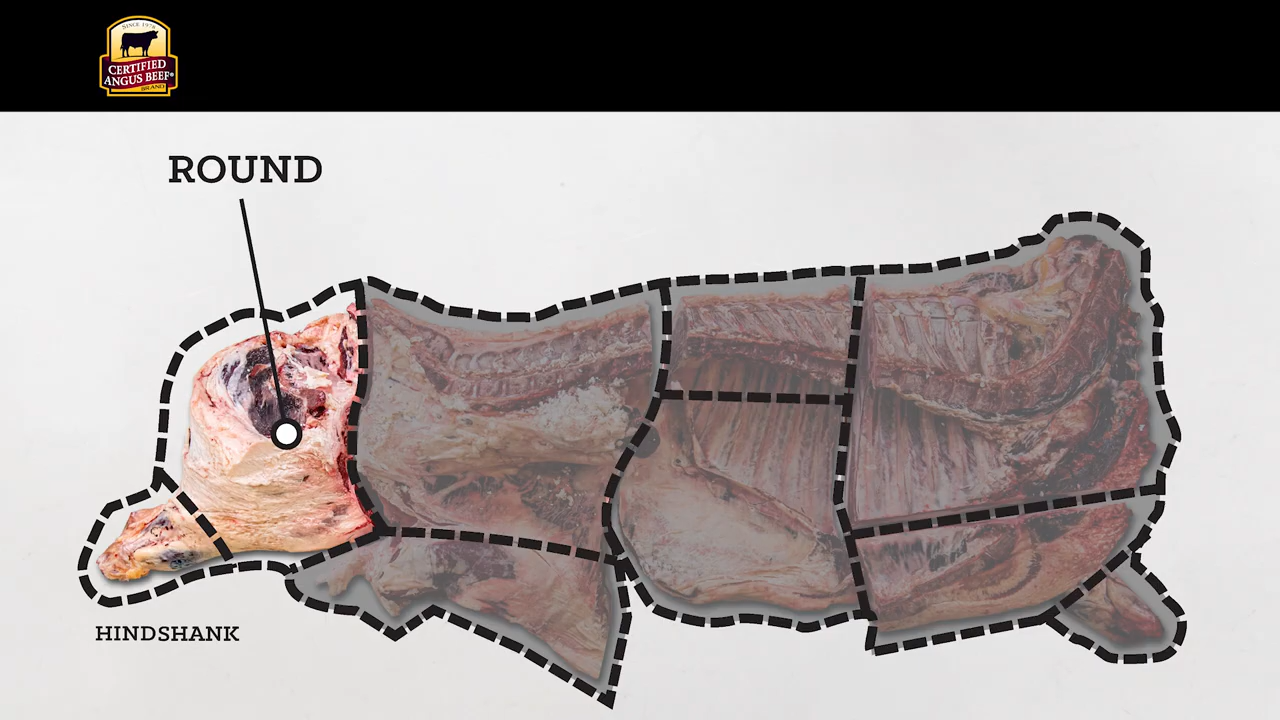 SINCE 1978
CERTIFIED
ANGUS BEEF®
BRAND
ROUND
HINDSHANK